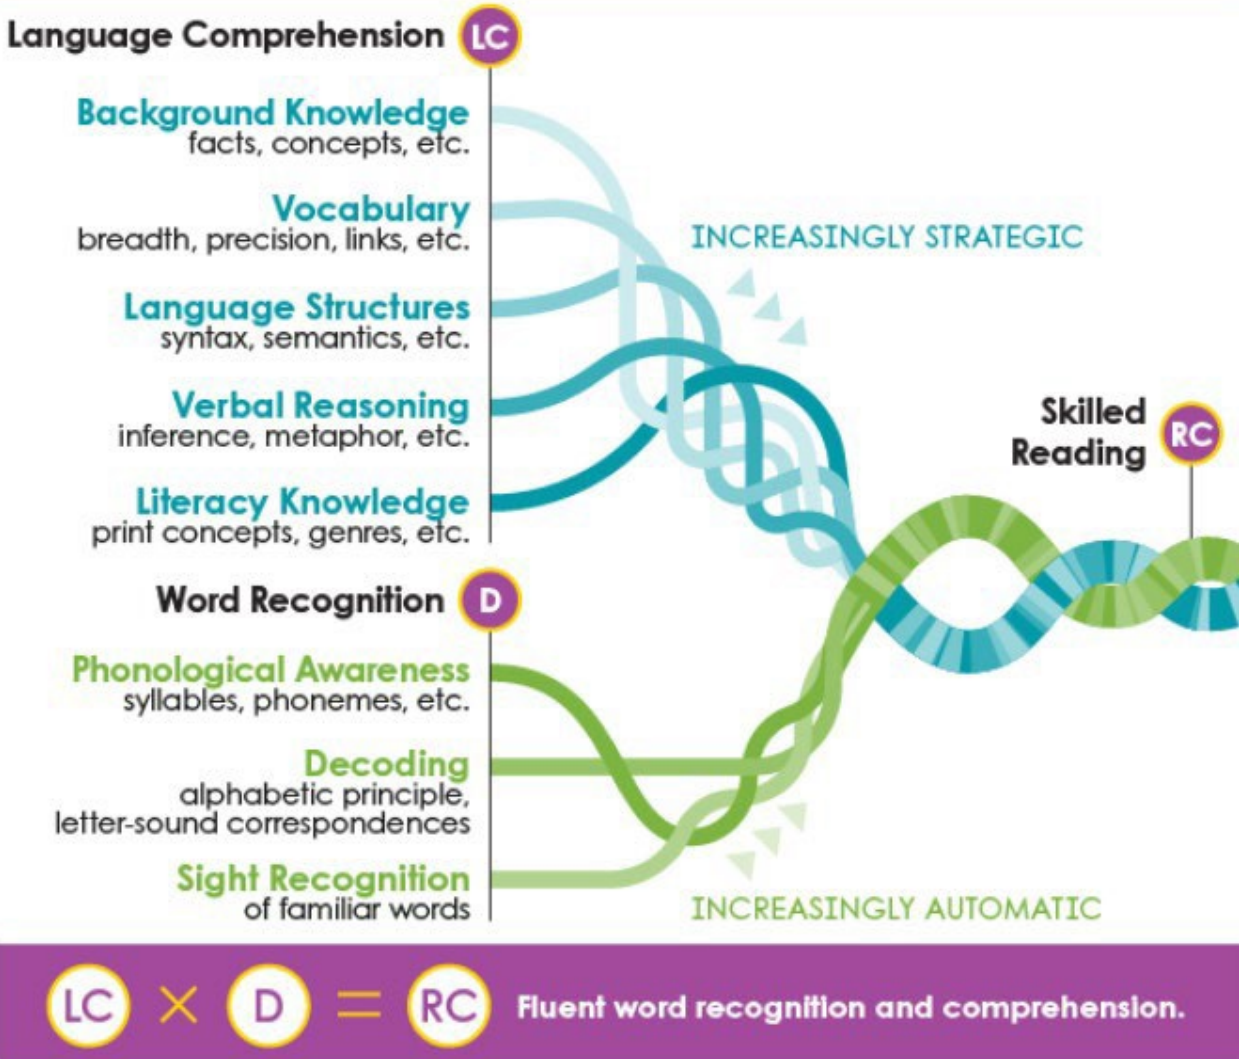 Language Comprehension LC
Background Knowledge
facts, concepts, etc.
Vocabulary
breadth, precision, links, etc.
INCREASINGLY STRATEGIC
Language Structures
syntax, semantics, etc.
Verbal Reasoning
inference, metaphor, etc.
Skilled
Reading
RC
Literacy Knowledge
print concepts, genres, etc.
Word Recognition D
Phonological Awareness
syllables, phonemes, etc.
Decoding
alphabetic principle,
letter-sound correspondences
Sight Recognition
of familiar words
INCREASINGLY AUTOMATIC
LC × D = RC Fluent word recognition and comprehension.